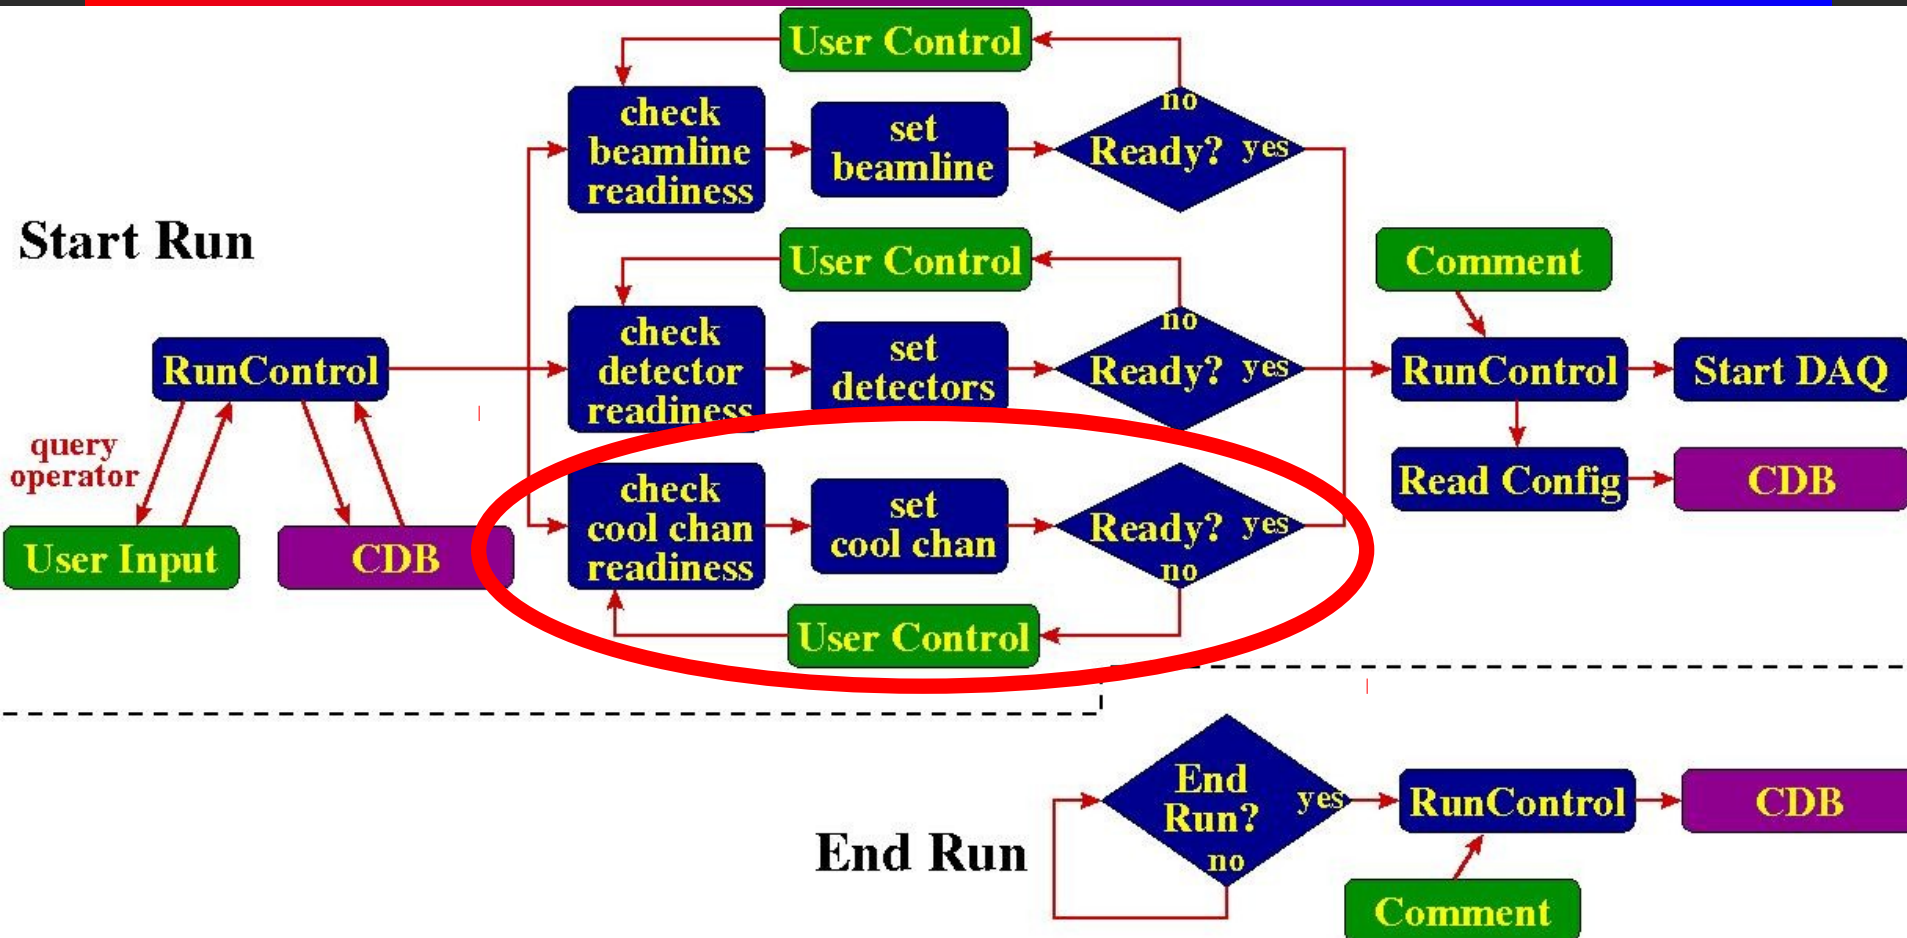 User Control
check
beamline
readiness
set
beamline
no
Ready? yes
Start Run
User Control
check
detector
readiness
set
detectors
no
Ready? yes
Comment
RunControl
RunControl
Start DAQ
query
operator
User Input
CDB
check
cool chan
readiness
set
cool chan
Ready? yes
no
User Control
Read Config
CDB
End Run
End
Run?
yes
no
RunControl
CDB
Comment